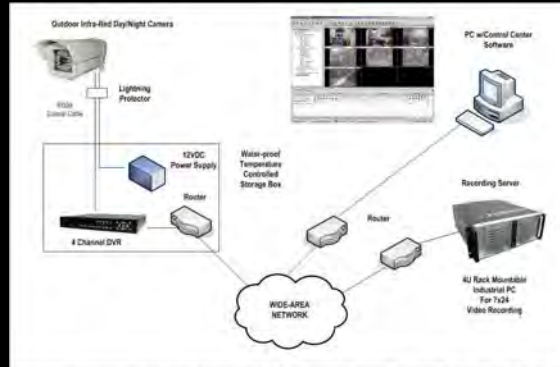 Outdoor Infra-Red Day/Night Camera
Lightning
Protector
Coaxial Cable
12VDC
Power Supply
Router
4 Channel DVR
Water-proof
Temperature
Controlled
Storage Box
PC w/Control Center
Software
Router
Recording Server
4U Rack Mountable
Industrial PC
For 7x24
Video Recording
WIDE-AREA
NETWORK